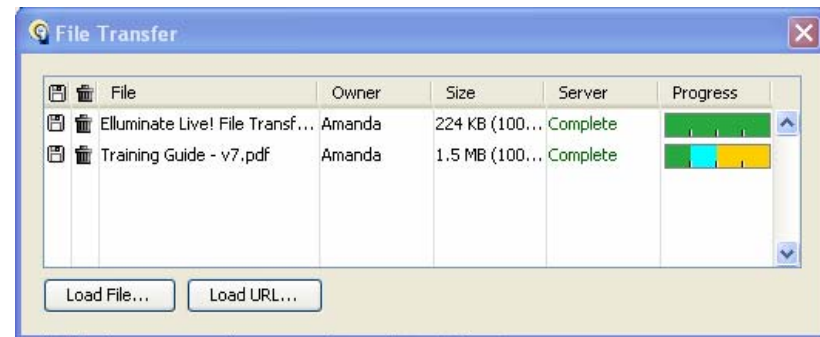 File Transfer
File Owner Size Server Progress
Elluminate Live! File Transf... Amanda 224 KB (100... Complete
Training Guide - v7.pdf Amanda 1.5 MB (100... Complete
Load File... Load URL...